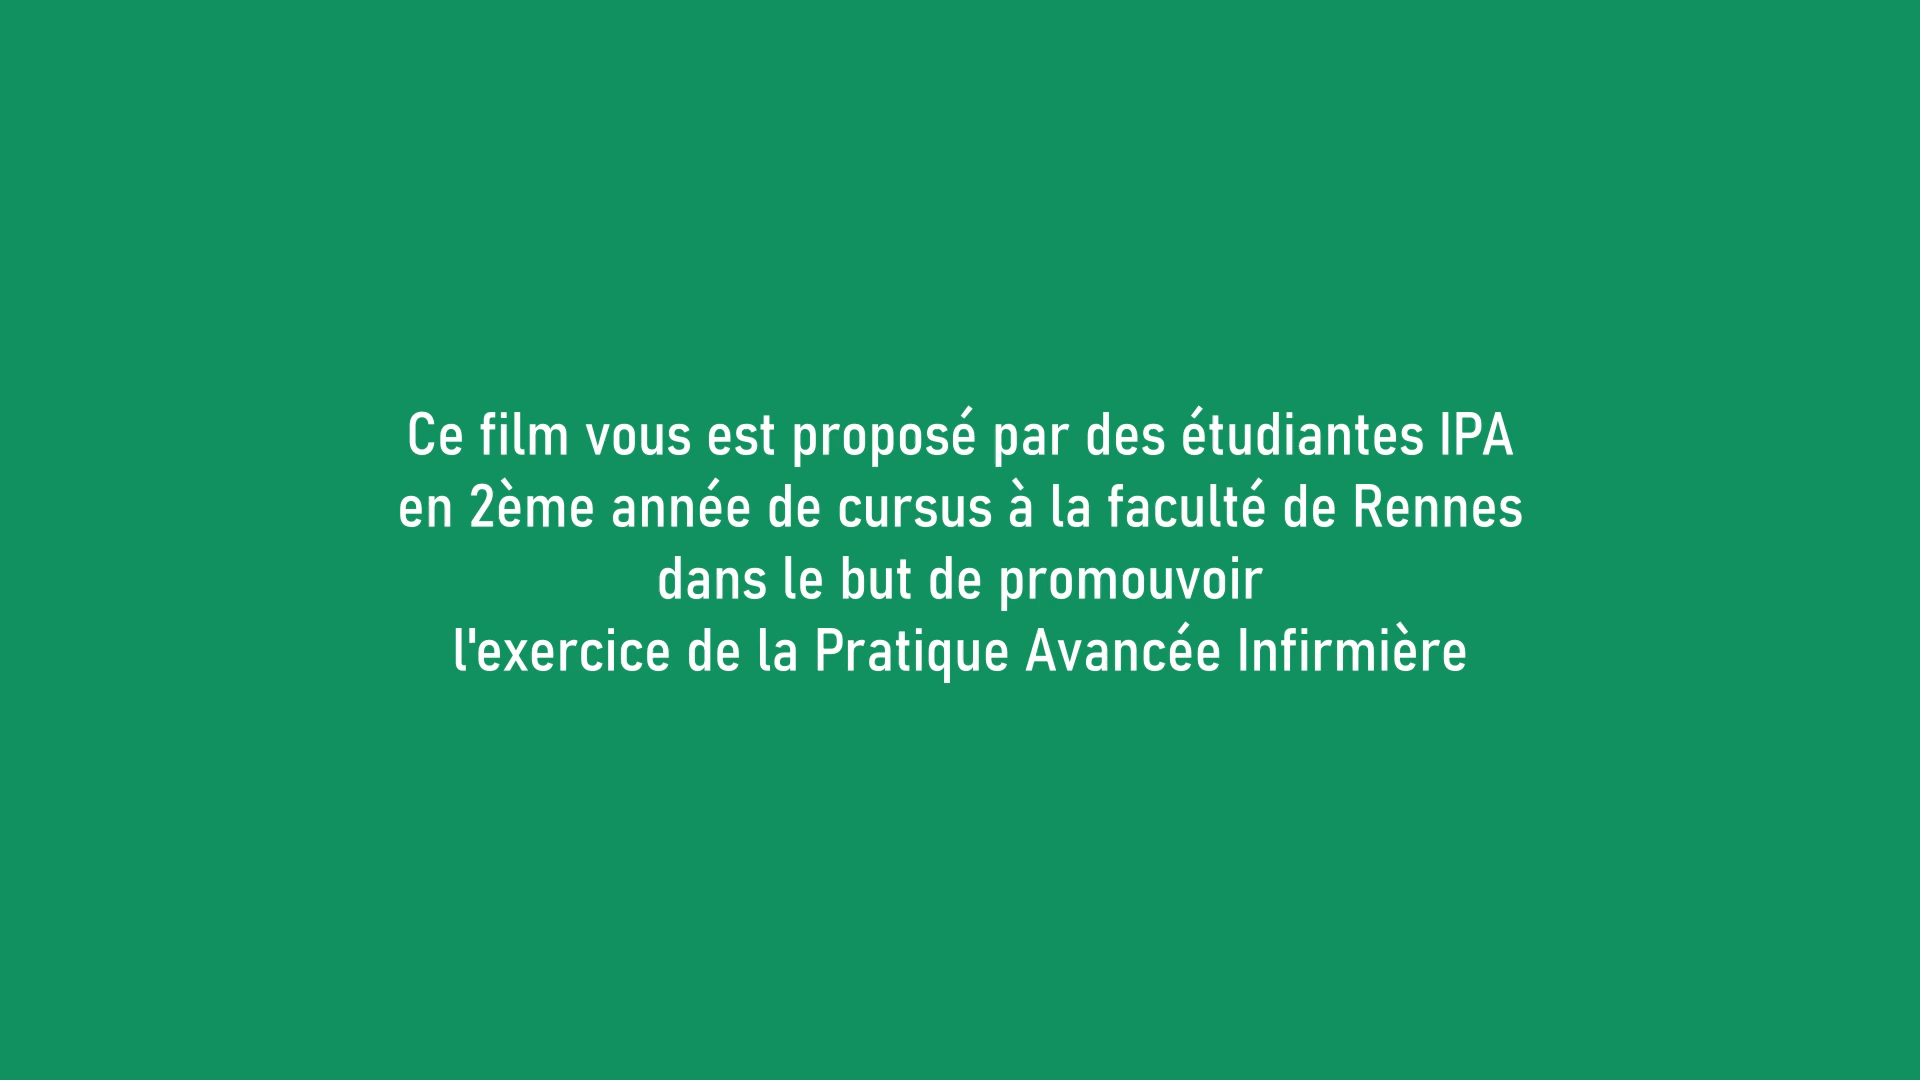 Ce film vous est proposé par des étudiantes IPA
en 2ème année de cursus à la faculté de Rennes
dans le but de promouvoir
l'exercice de la Pratique Avancée Infirmière